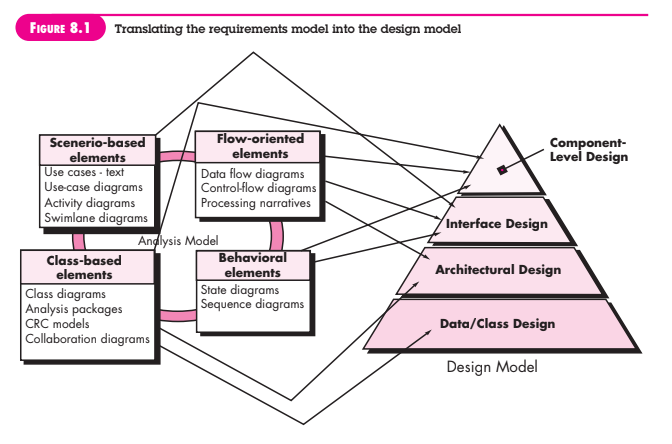 FIGURE 8.1 Translating the requirements model into the design model
Scenerio-based
elements
Use cases - text
Use-case diagrams
Activity diagrams
Swimlane diagrams
Flow-oriented
elements
Data flow diagrams
Control-flow diagrams
Processing narratives
Analysis Model
Class-based
elements
Class diagrams
Analysis packages
CRC models
Collaboration diagrams
Behavioral
elements
State diagrams
Sequence diagrams
Component-
Level Design
Interface Design
Architectural Design
Data/Class Design
Design Model